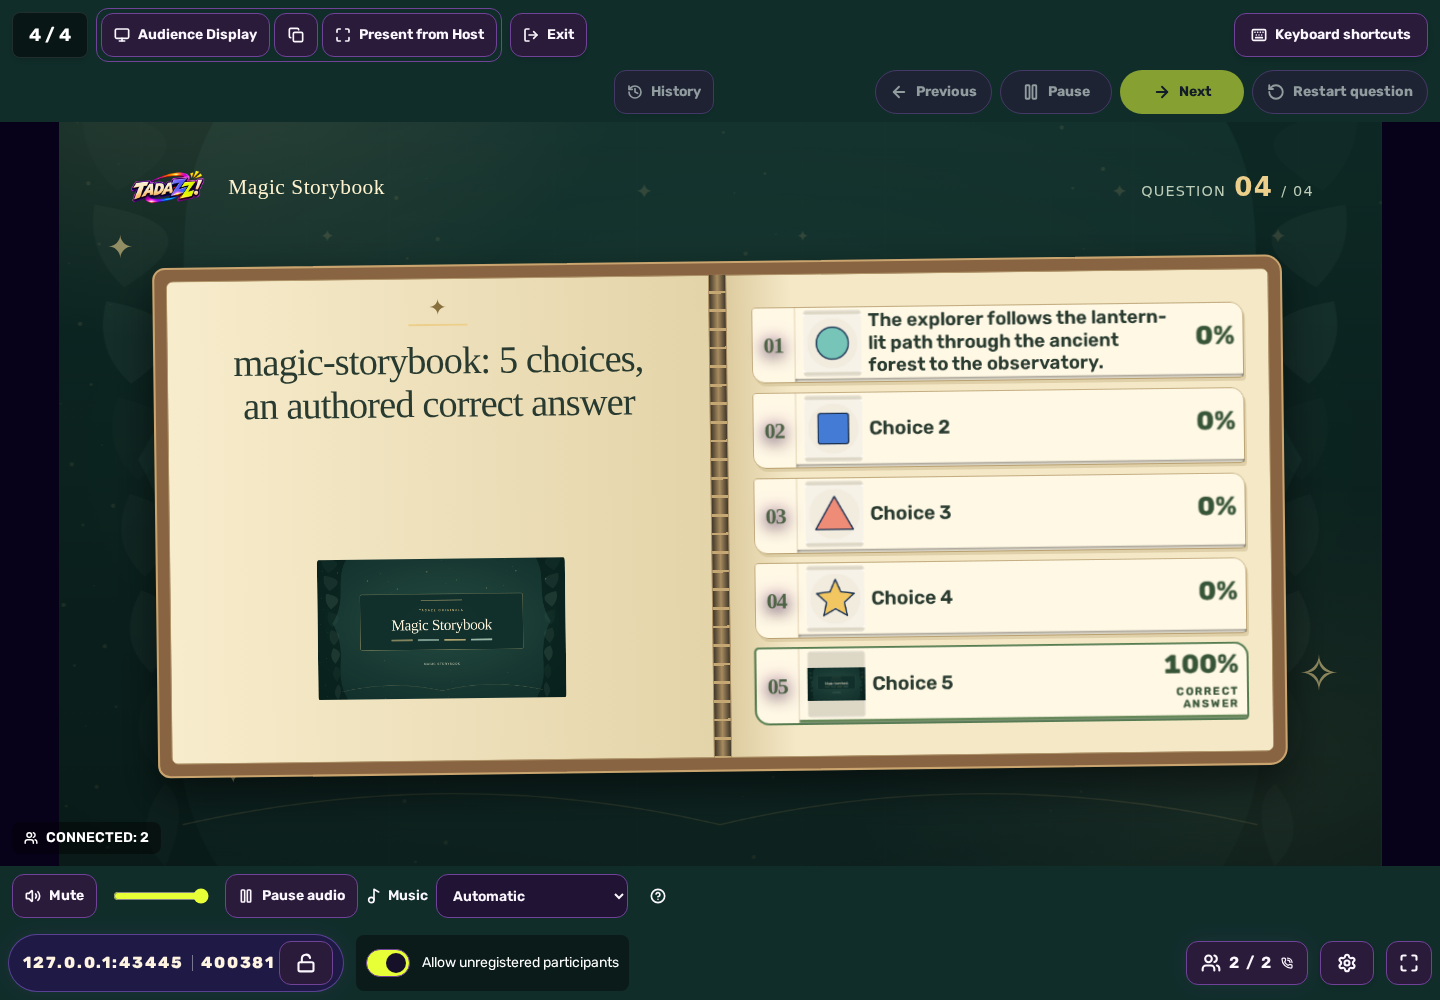 4 / 4
Audience Display
Present from Host
Exit
Keyboard shortcuts
History
Previous
Pause
Next
Restart question
TADAZZ!
Magic Storybook
QUESTION 04 / 04
magic-storybook: 5 choices,
an authored correct answer
Magic Storybook
01
The explorer follows the lantern-
lit path through the ancient
forest to the observatory.
0%
02
Choice 2
0%
03
Choice 3
0%
04
Choice 4
0%
05
Choice 5
100%
CORRECT
ANSWER
CONNECTED: 2
Mute
Pause audio
Music
Automatic
127.0.0.1:43445
400381
Allow unregistered participants
2 / 2